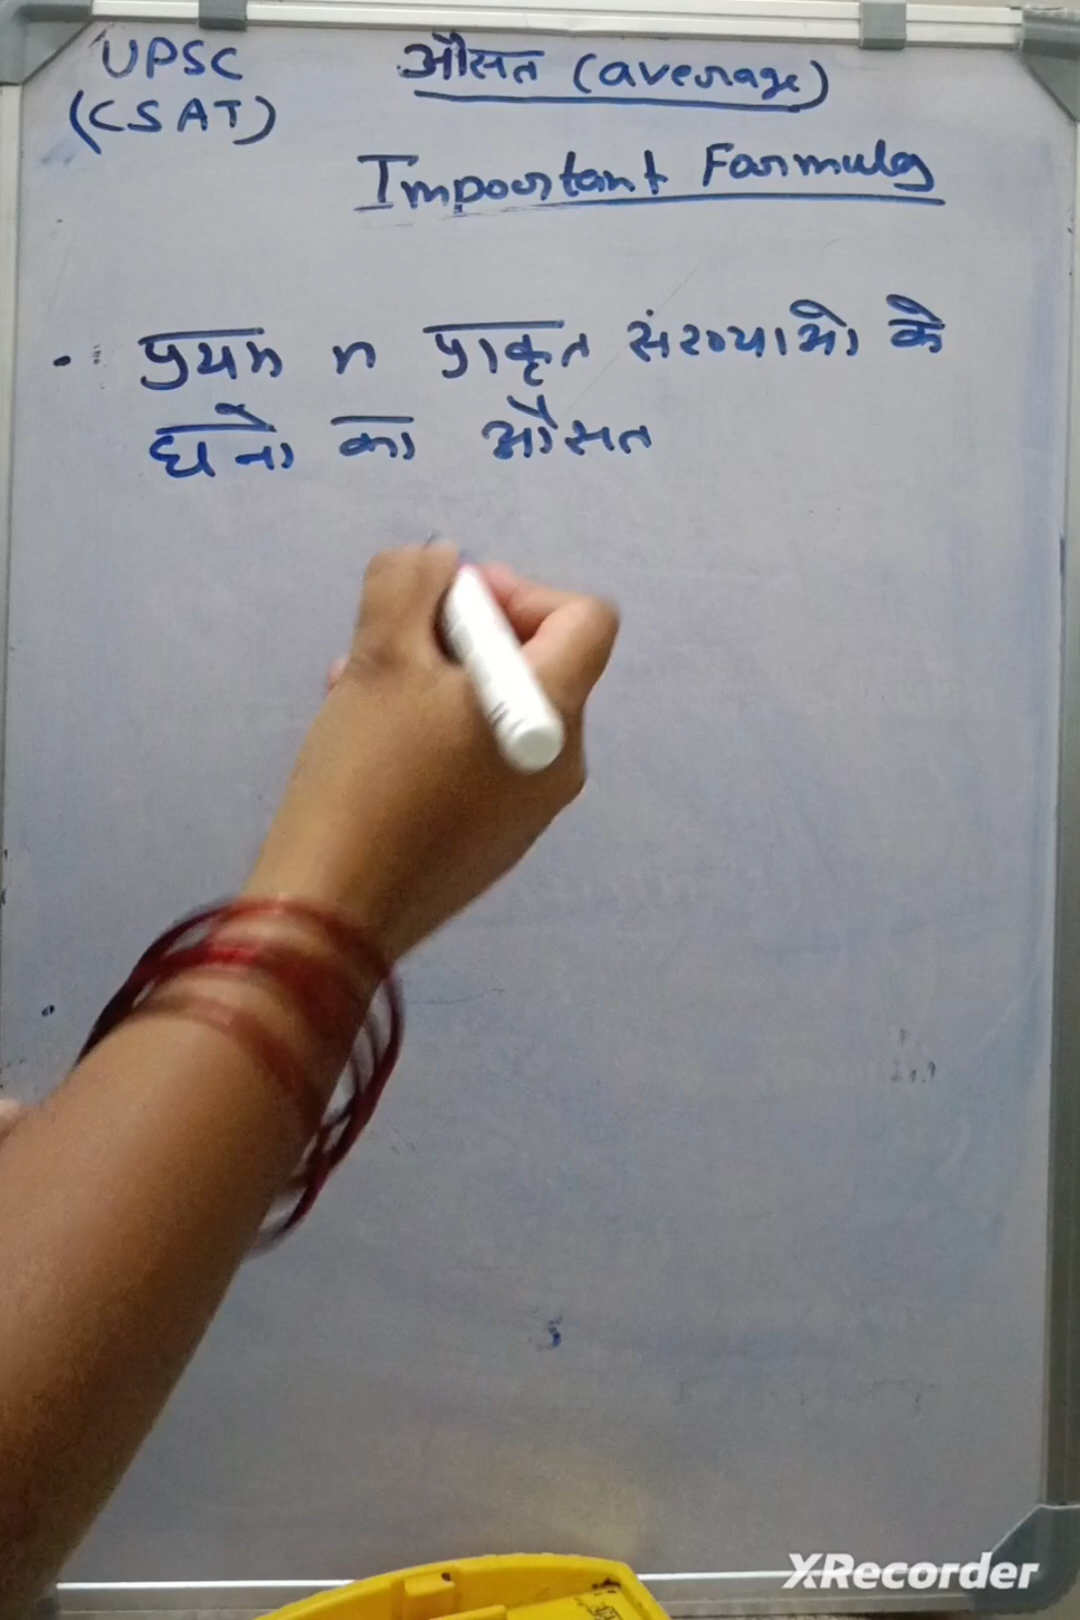 UPSC
(CSAT)
औसत (average)
Important Formula
प्रथम n प्राकृत संख्याओ के
घनो का औसत
XRecorder